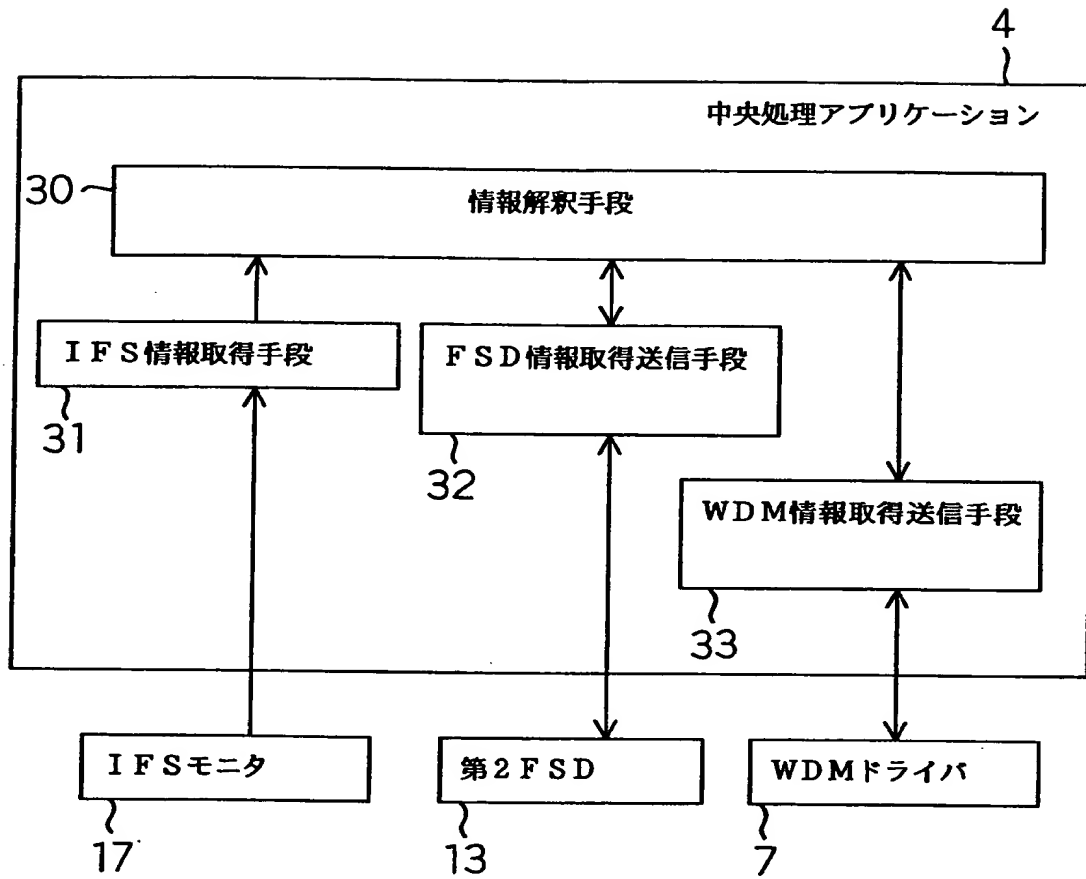 4
中央処理アプリケーション
30
情報解釈手段
IFS情報取得手段
31
FSD情報取得送信手段
32
WDM情報取得送信手段
33
IFSモニタ
17
第2FSD
13
WDMドライバ
7